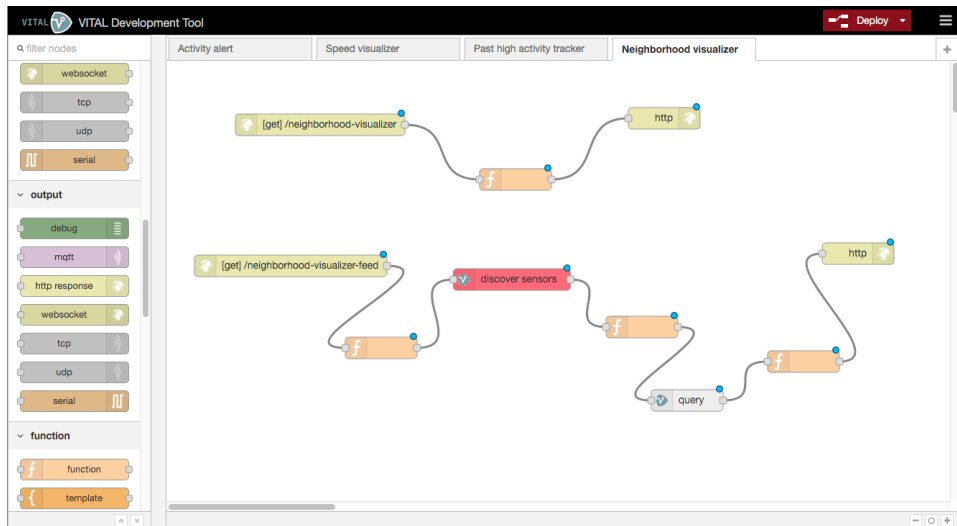 VITAL VITAL Development Tool
Deploy
filter nodes
Activity alert
Speed visualizer
Past high activity tracker
Neighborhood visualizer
websocket
tcp
udp
serial
output
debug
mqtt
http response
websocket
tcp
udp
serial
function
function
template
[get] /neighborhood-visualizer
http
[get] /neighborhood-visualizer-feed
discover sensors
query
http